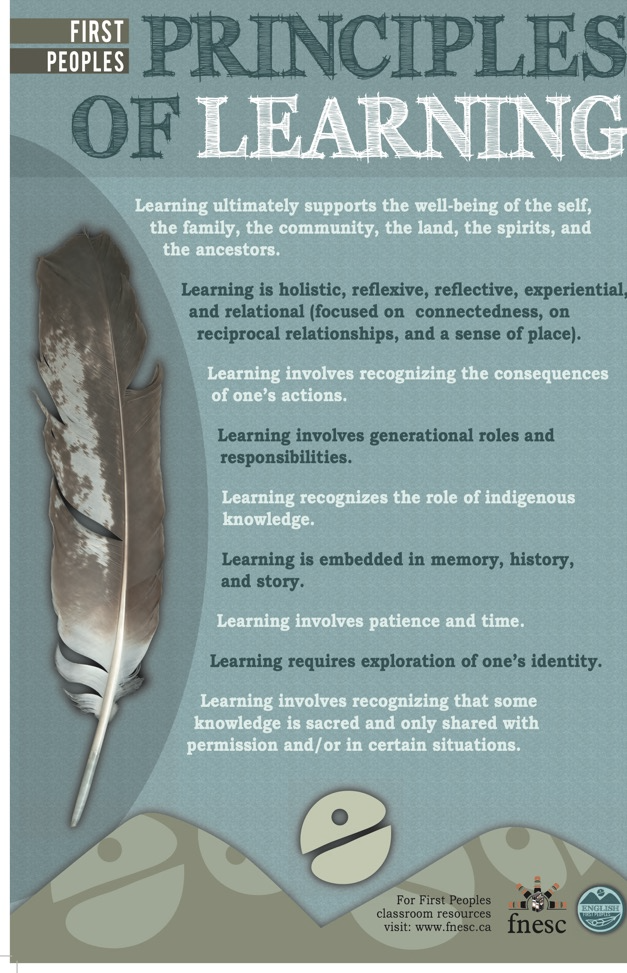 FIRST
PEOPLES
PRINCIPLES
OF LEARNING
Learning ultimately supports the well-being of the self,
the family, the community, the land, the spirits, and
the ancestors.
Learning is holistic, reflexive, reflective, experiential,
and relational (focused on connectedness, on
reciprocal relationships, and a sense of place).
Learning involves recognizing the consequences
of one’s actions.
Learning involves generational roles and
responsibilities.
Learning recognizes the role of indigenous
knowledge.
Learning is embedded in memory, history,
and story.
Learning involves patience and time.
Learning requires exploration of one’s identity.
Learning involves recognizing that some
knowledge is sacred and only shared with
permission and/or in certain situations.
For First Peoples
classroom resources
visit: www.fnesc.ca
fnesc
ENGLISH
FIRST PEOPLES